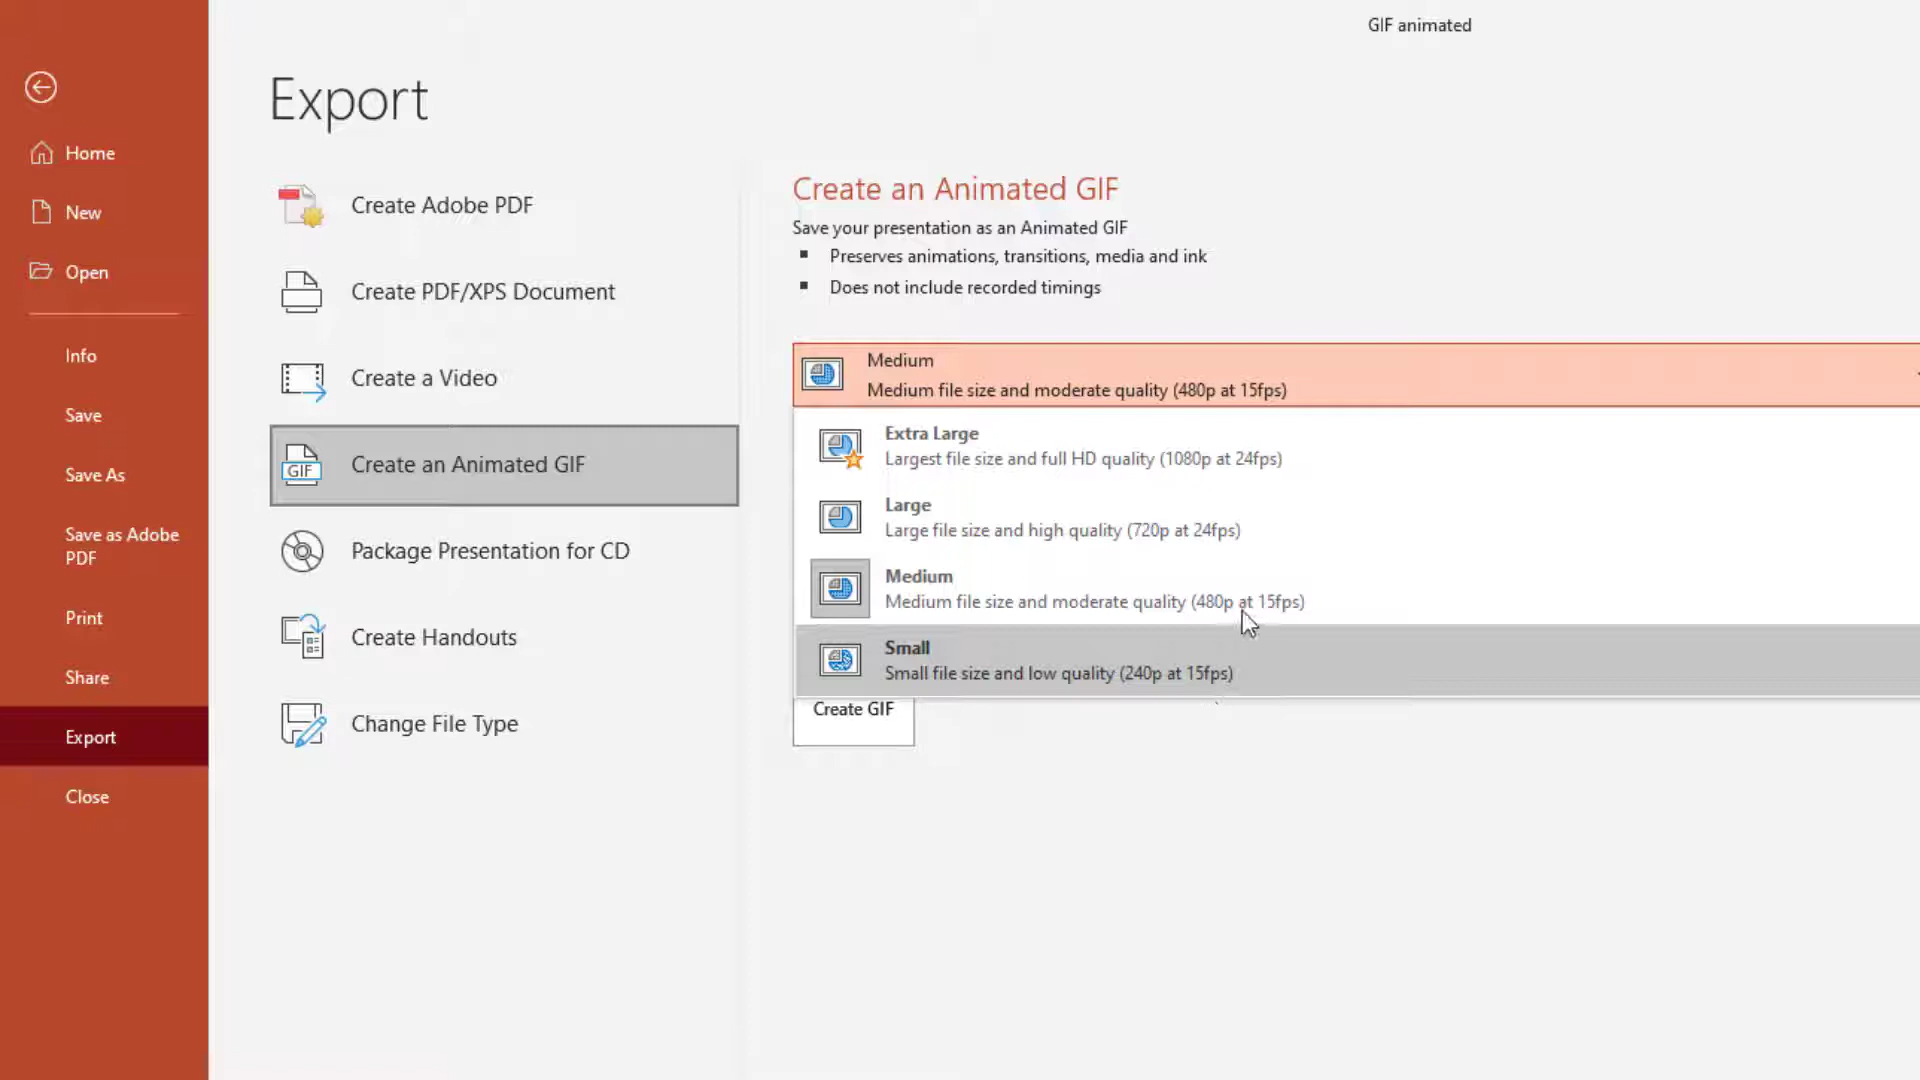 GIF animated
Home
New
Open
Info
Save
Save As
Save as Adobe
PDF
Print
Share
Export
Close
Export
Create Adobe PDF
Create PDF/XPS Document
Create a Video
GIF
Create an Animated GIF
Package Presentation for CD
Create Handouts
Change File Type
Create an Animated GIF
Save your presentation as an Animated GIF
Preserves animations, transitions, media and ink
Does not include recorded timings
Medium
Medium file size and moderate quality (480p at 15fps)
Extra Large
Largest file size and full HD quality (1080p at 24fps)
Large
Large file size and high quality (720p at 24fps)
Medium
Medium file size and moderate quality (480p at 15fps)
Small
Small file size and low quality (240p at 15fps)
Create GIF